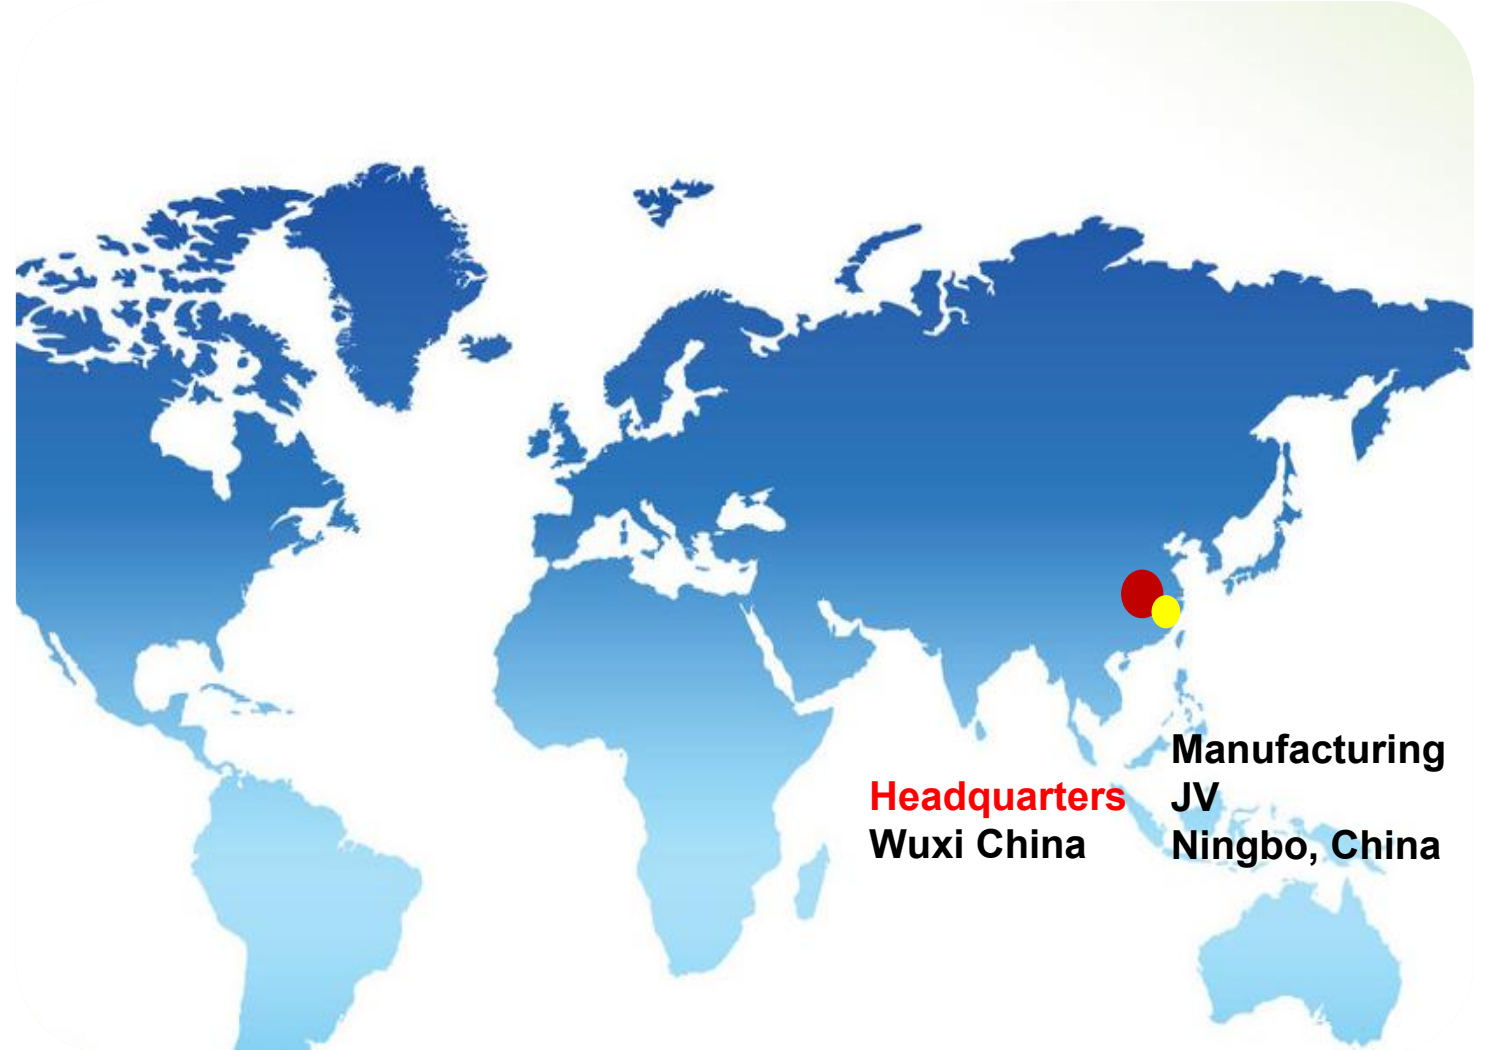 Headquarters
Wuxi China
Manufacturing
JV
Ningbo, China